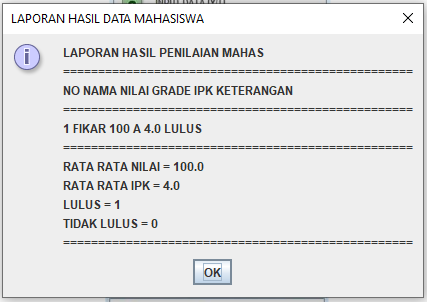 LAPORAN HASIL DATA MAHASISWA
LAPORAN HASIL PENILAIAN MAHAS
==================================================
NO NAMA NILAI GRADE IPK KETERANGAN
==================================================
1 FIKAR 100 A 4.0 LULUS
==================================================
RATA RATA NILAI = 100.0
RATA RATA IPK = 4.0
LULUS = 1
TIDAK LULUS = 0
==================================================
OK